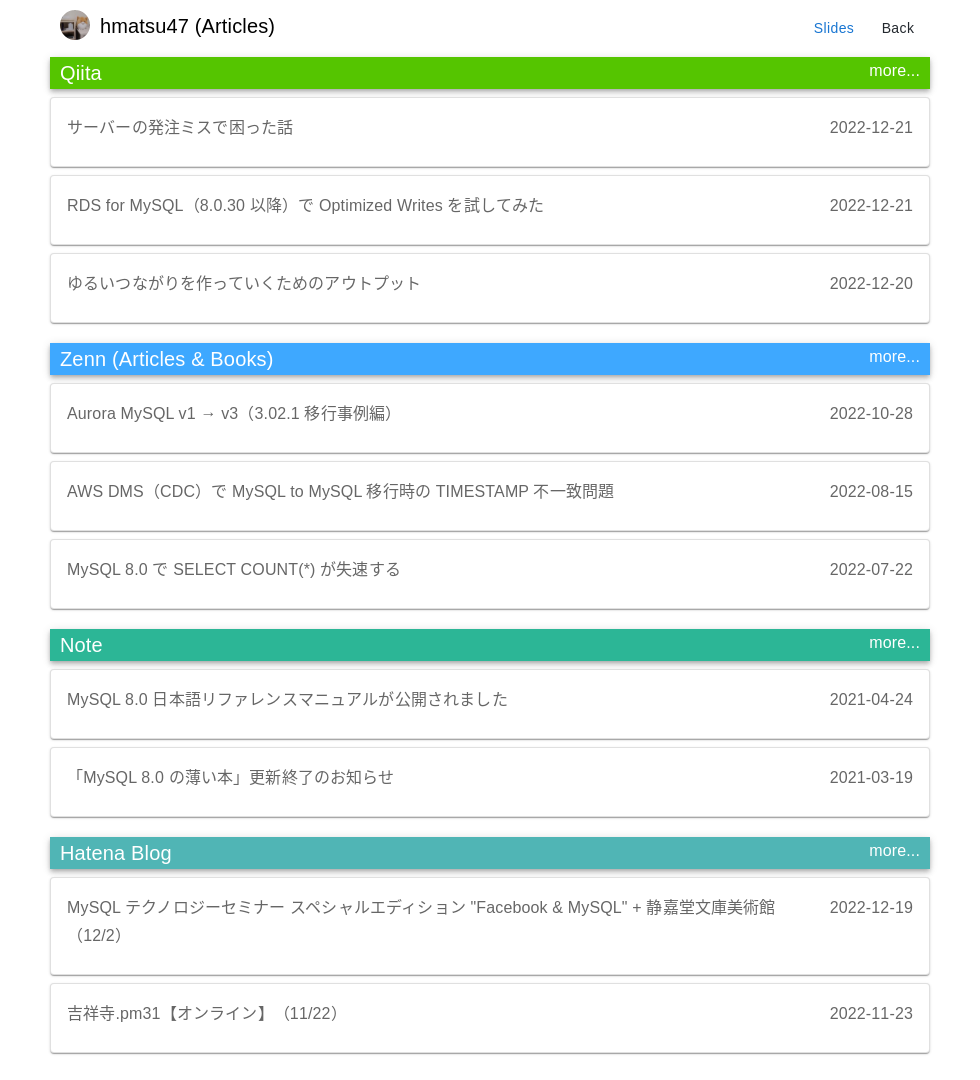 hmatsu47 (Articles)
Slides
Back
Qiita
more...
サーバーの発注ミスで困った話
2022-12-21
RDS for MySQL（8.0.30 以降）で Optimized Writes を試してみた
2022-12-21
ゆるいつながりを作っていくためのアウトプット
2022-12-20
Zenn (Articles & Books)
more...
Aurora MySQL v1 → v3（3.02.1 移行事例編）
2022-10-28
AWS DMS（CDC）で MySQL to MySQL 移行時の TIMESTAMP 不一致問題
2022-08-15
MySQL 8.0 で SELECT COUNT(*) が失速する
2022-07-22
Note
more...
MySQL 8.0 日本語リファレンスマニュアルが公開されました
2021-04-24
「MySQL 8.0 の薄い本」更新終了のお知らせ
2021-03-19
Hatena Blog
more...
MySQL テクノロジーセミナー スペシャルエディション "Facebook & MySQL" + 静嘉堂文庫美術館
（12/2）
2022-12-19
吉祥寺.pm31【オンライン】（11/22）
2022-11-23